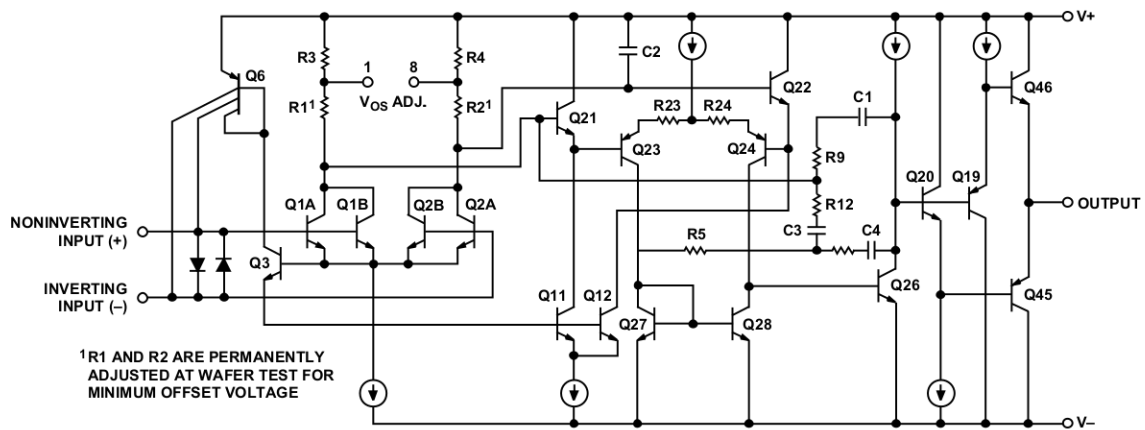 V+
R3
R4
Q6
1
8
C2
R1¹
VOS ADJ.
R2¹
Q22
Q46
Q21
R23
R24
C1
Q23
Q24
R9
Q20
Q19
Q1A
Q1B
Q2B
Q2A
NONINVERTING
INPUT (+)
R12
OUTPUT
R5
C3
C4
Q3
INVERTING
INPUT (–)
Q11
Q12
Q26
Q45
Q27
Q28
¹R1 AND R2 ARE PERMANENTLY
ADJUSTED AT WAFER TEST FOR
MINIMUM OFFSET VOLTAGE
V–